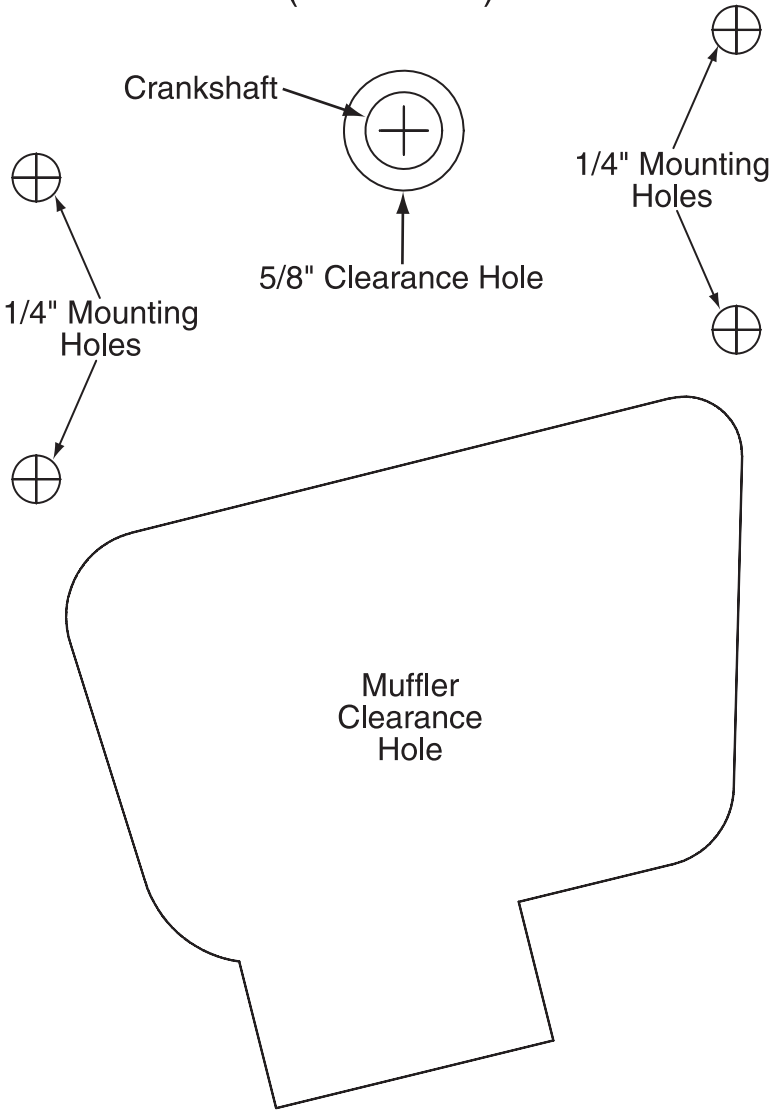 Crankshaft
1/4" Mounting
Holes
5/8" Clearance Hole
1/4" Mounting
Holes
Muffler
Clearance
Hole